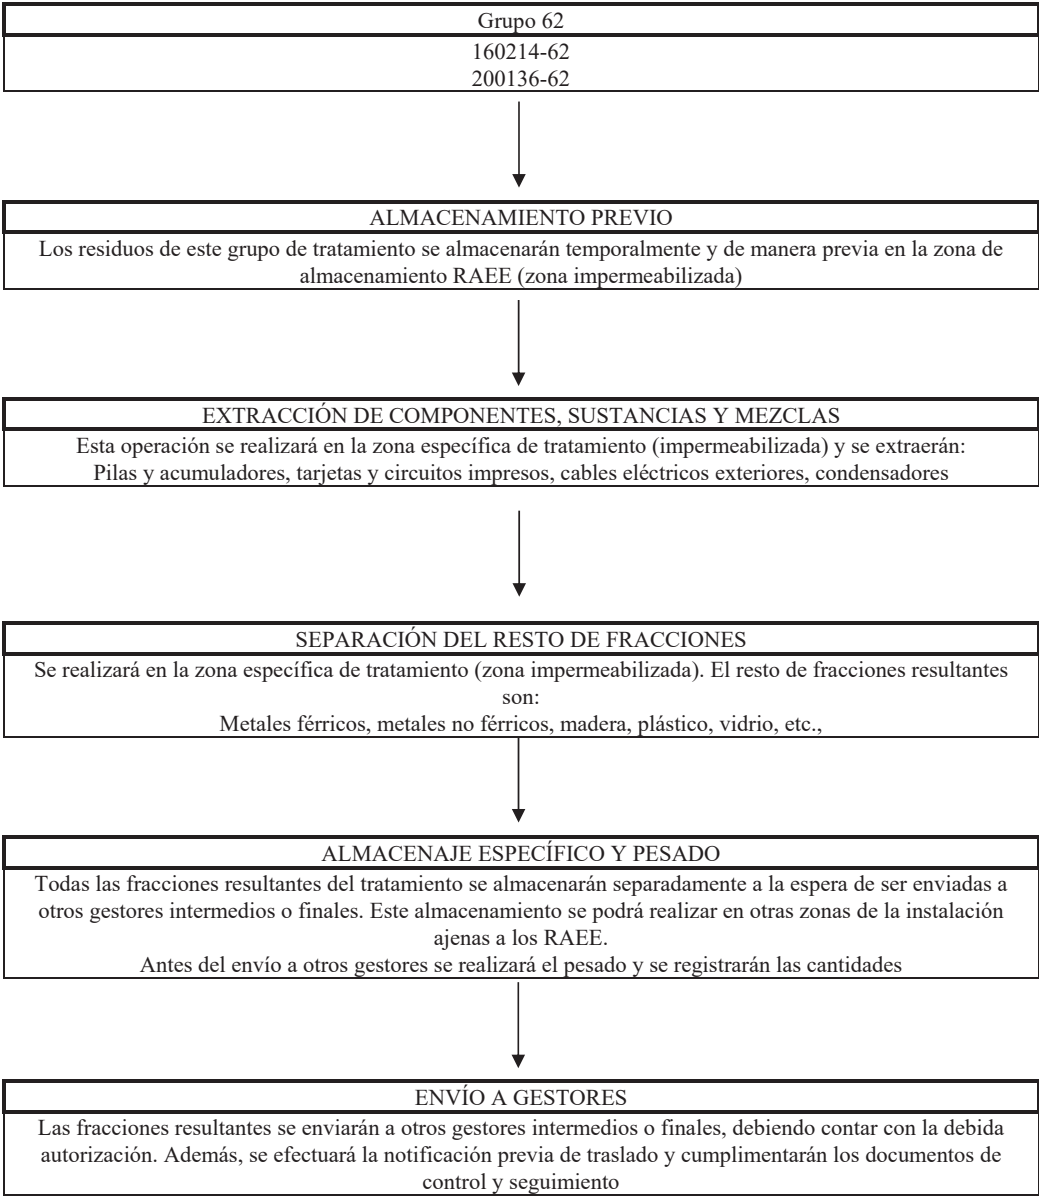 Grupo 62
160214-62
200136-62
ALMACENAMIENTO PREVIO
Los residuos de este grupo de tratamiento se almacenarán temporalmente y de manera previa en la zona de
almacenamiento RAEE (zona impermeabilizada)
EXTRACCIÓN DE COMPONENTES, SUSTANCIAS Y MEZCLAS
Esta operación se realizará en la zona específica de tratamiento (impermeabilizada) y se extraerán:
Pilas y acumuladores, tarjetas y circuitos impresos, cables eléctricos exteriores, condensadores
SEPARACIÓN DEL RESTO DE FRACCIONES
Se realizará en la zona específica de tratamiento (zona impermeabilizada). El resto de fracciones resultantes
son:
Metales férricos, metales no férricos, madera, plástico, vidrio, etc.,
ALMACENAJE ESPECÍFICO Y PESADO
Todas las fracciones resultantes del tratamiento se almacenarán separadamente a la espera de ser enviadas a
otros gestores intermedios o finales. Este almacenamiento se podrá realizar en otras zonas de la instalación
ajenas a los RAEE.
Antes del envío a otros gestores se realizará el pesado y se registrarán las cantidades
ENVÍO A GESTORES
Las fracciones resultantes se enviarán a otros gestores intermedios o finales, debiendo contar con la debida
autorización. Además, se efectuará la notificación previa de traslado y cumplimentarán los documentos de
control y seguimiento